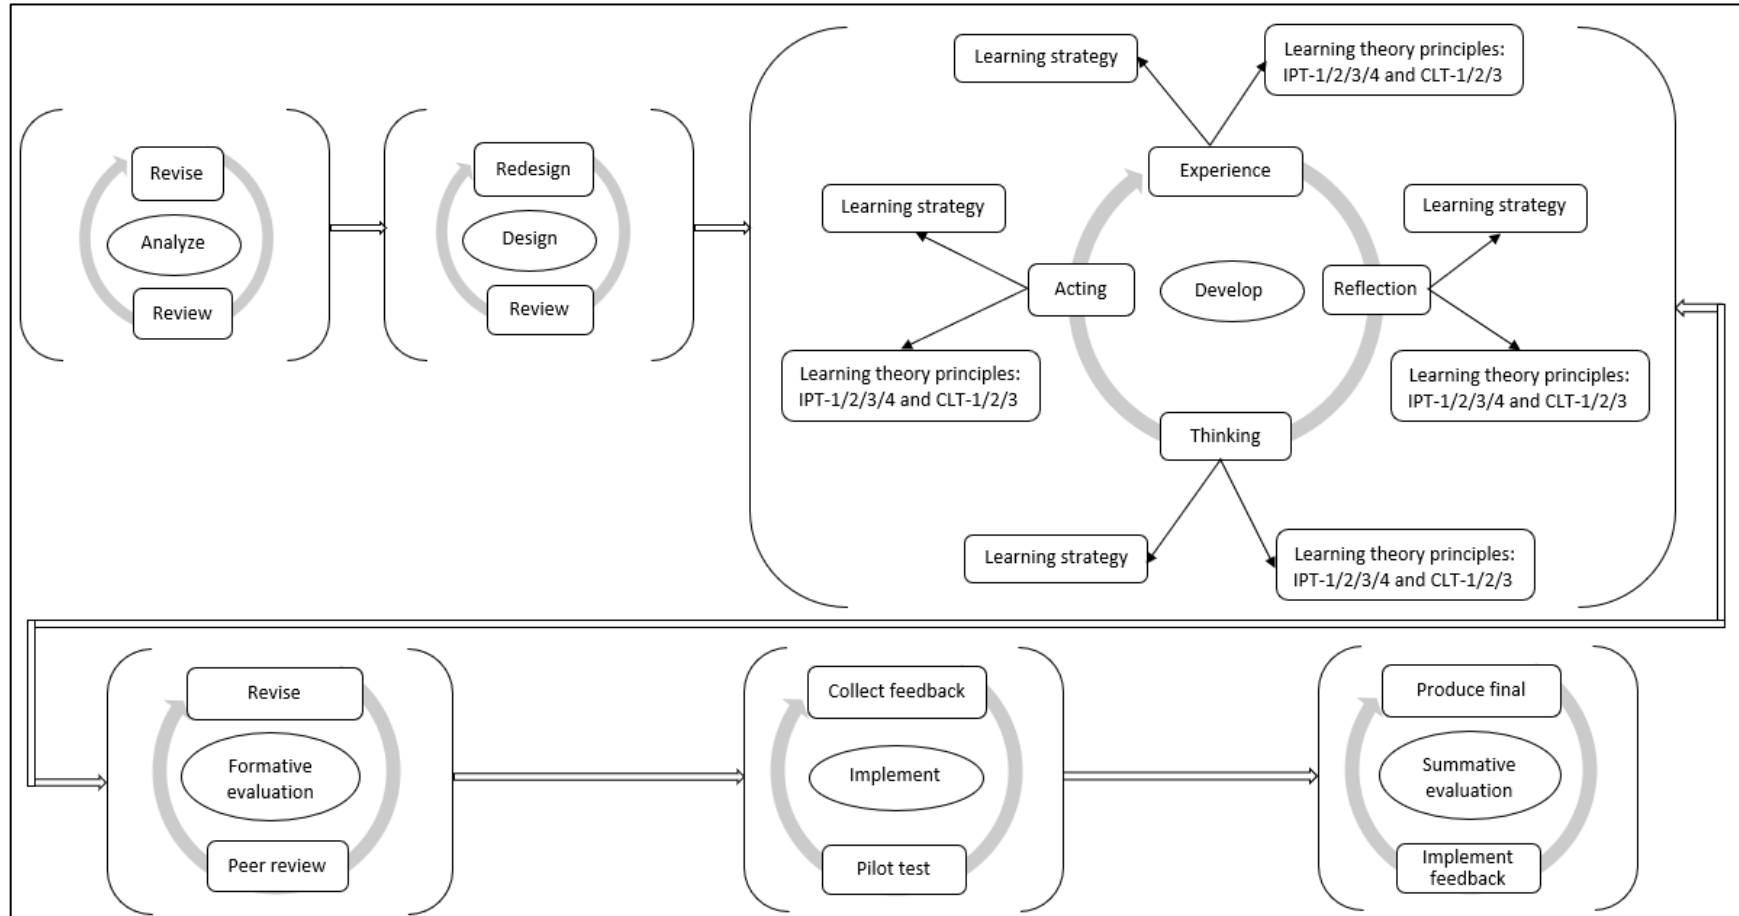 Revise
Analyze
Review
Redesign
Design
Review
Learning strategy
Learning theory principles:
IPT-1/2/3/4 and CLT-1/2/3
Experience
Learning strategy
Learning strategy
Acting
Develop
Reflection
Learning theory principles:
IPT-1/2/3/4 and CLT-1/2/3
Learning theory principles:
IPT-1/2/3/4 and CLT-1/2/3
Thinking
Learning strategy
Learning theory principles:
IPT-1/2/3/4 and CLT-1/2/3
Revise
Formative
evaluation
Peer review
Collect feedback
Implement
Pilot test
Produce final
Summative
evaluation
Implement
feedback